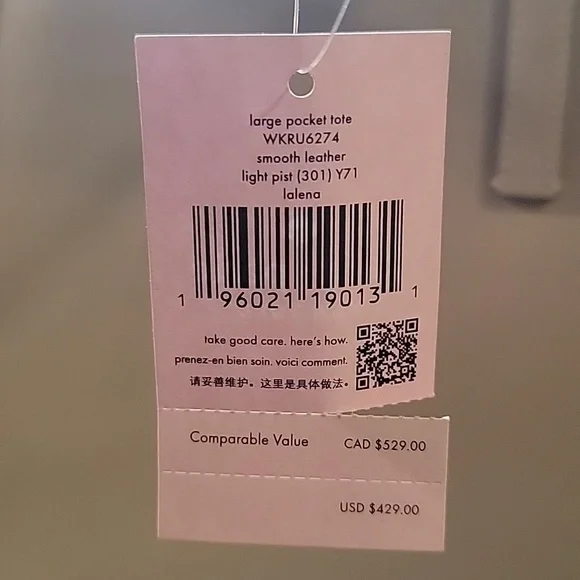 large pocket tote
WKRU6274
smooth leather
light pist (301) Y71
lalena
1 96021 19013 1
take good care. here's how.
prenez-en bien soin. voici comment.
请妥善维护。这里是具体做法。
Comparable Value CAD $529.00
USD $429.00